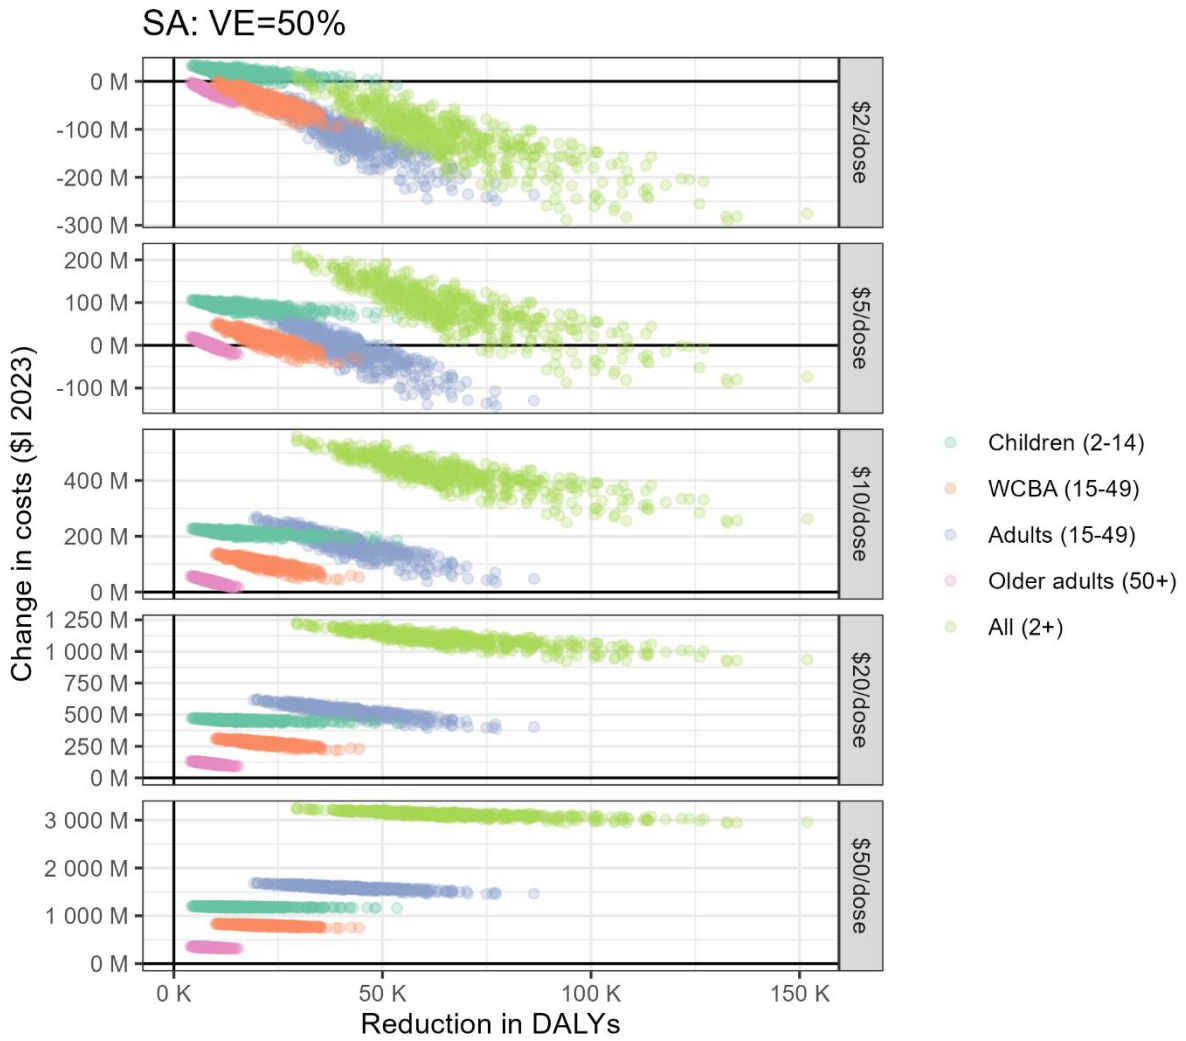 SA: VE=50%
Change in costs ($I 2023)
0 M
-100 M
-200 M
-300 M
$2/dose
200 M
100 M
0 M
-100 M
$5/dose
400 M
200 M
0 M
$10/dose
1 250 M
1 000 M
750 M
500 M
250 M
0 M
$20/dose
3 000 M
2 000 M
1 000 M
0 M
$50/dose
0 K
50 K
100 K
150 K
Reduction in DALYs
Children (2-14)
WCBA (15-49)
Adults (15-49)
Older adults (50+)
All (2+)